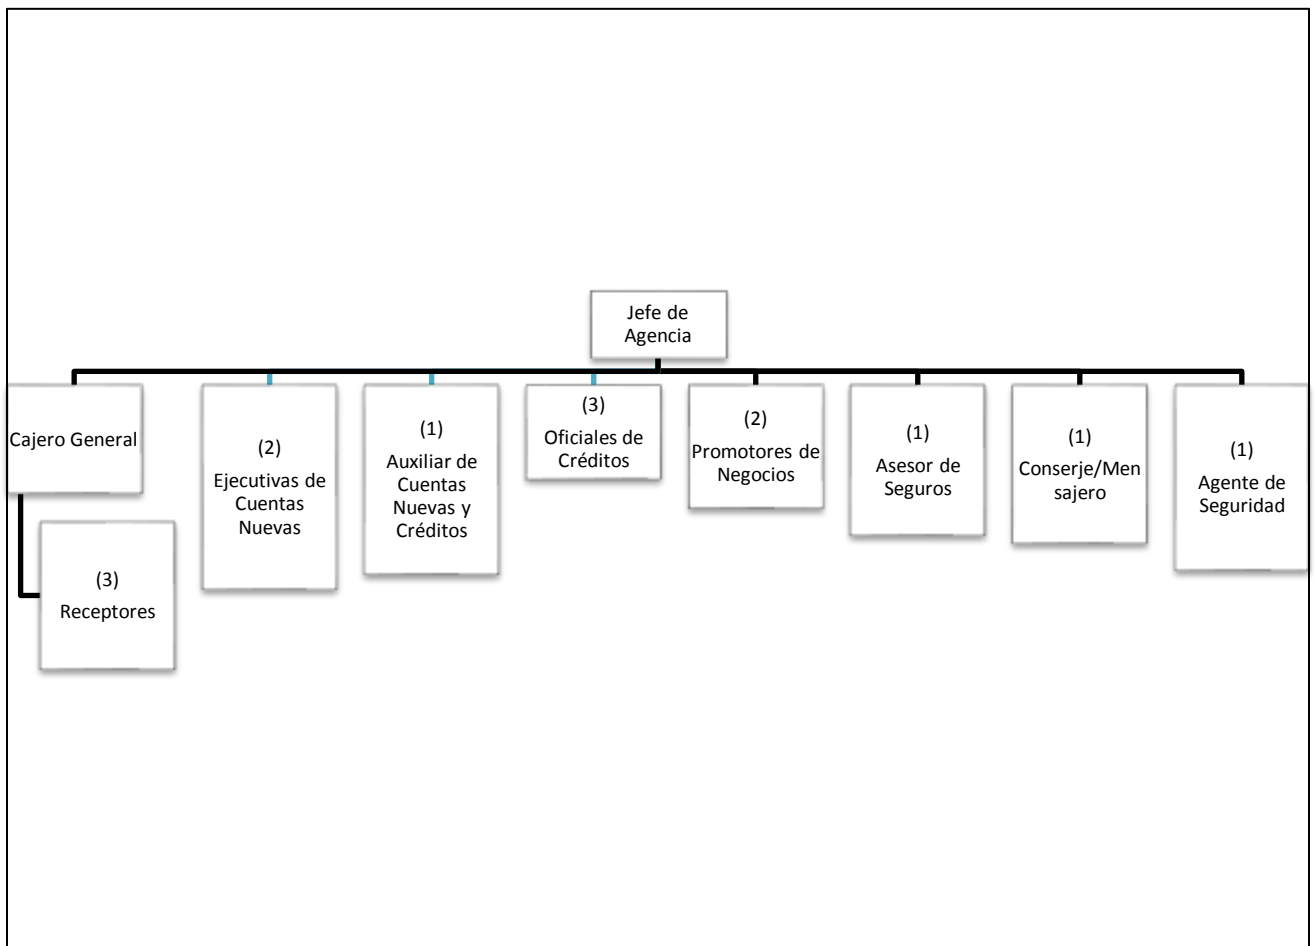 Jefe de
Agencia
Cajero General
(3)
Receptores
(2)
Ejecutivas de
Cuentas
Nuevas
(1)
Auxiliar de
Cuentas
Nuevas y
Créditos
(3)
Oficiales de
Créditos
(2)
Promotores de
Negocios
(1)
Asesor de
Seguros
(1)
Conserje/Men
sajero
(1)
Agente de
Seguridad